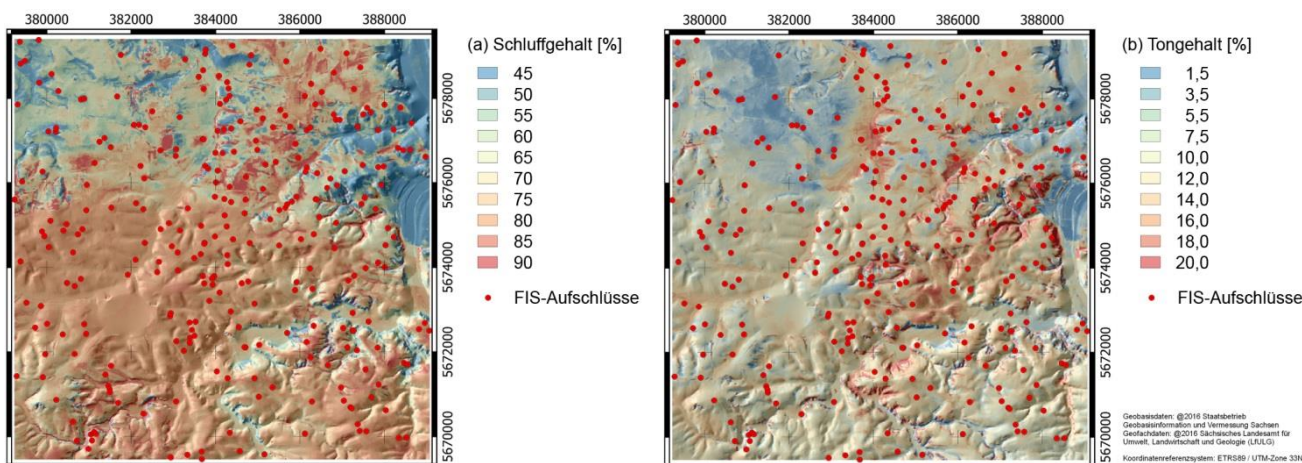 380000 382000 384000 386000 388000
(a) Schluffgehalt [%]
45
50
55
60
65
70
75
80
85
90
FIS-Aufschlüsse
5678000
5676000
5674000
5672000
5670000
380000 382000 384000 386000 388000
(b) Tongehalt [%]
1,5
3,5
5,5
7,5
10,0
12,0
14,0
16,0
18,0
20,0
FIS-Aufschlüsse
5678000
5676000
5674000
5672000
5670000
Geobasisdaten: @2016 Staatsbetrieb
Geobasisinformation und Vermessung Sachsen
Geofachdaten: @2016 Sächsisches Landesamt für
Umwelt, Landwirtschaft und Geologie (LfULG)
Koordinatenreferenzsystem: ETRS89 / UTM-Zone 33N